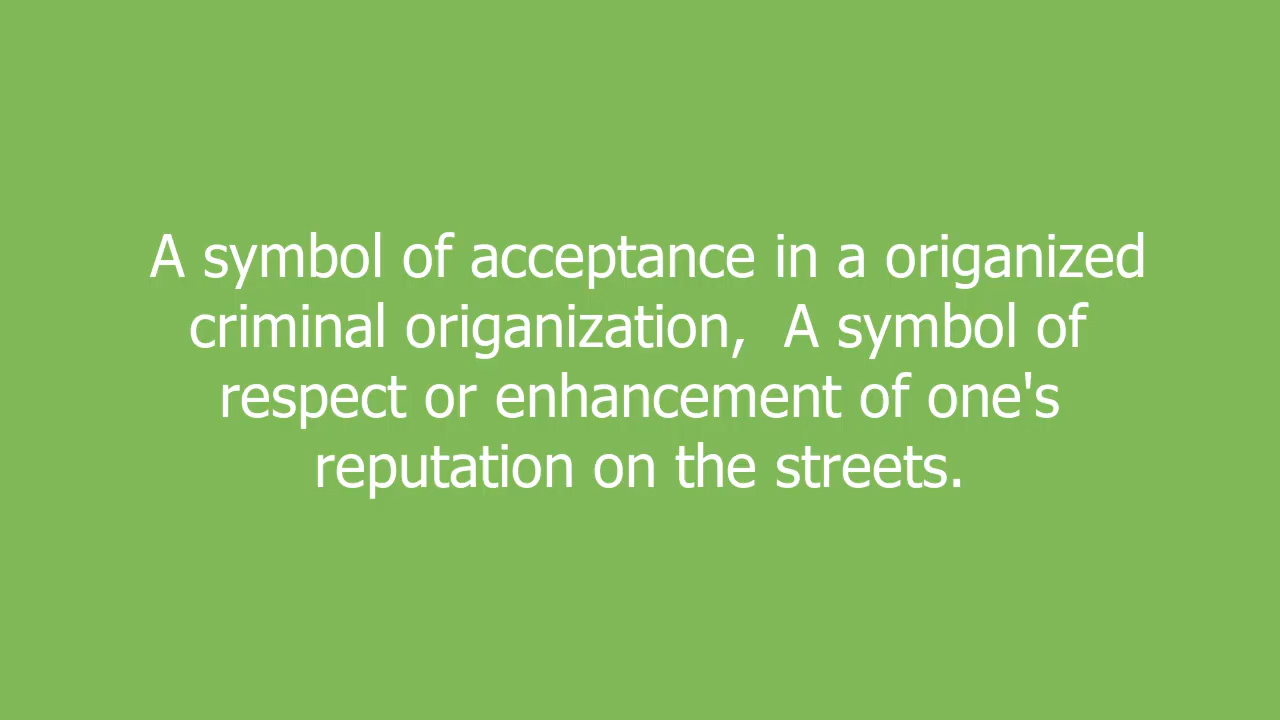 A symbol of acceptance in a origanized
criminal origanization,  A symbol of
respect or enhancement of one's
reputation on the streets.